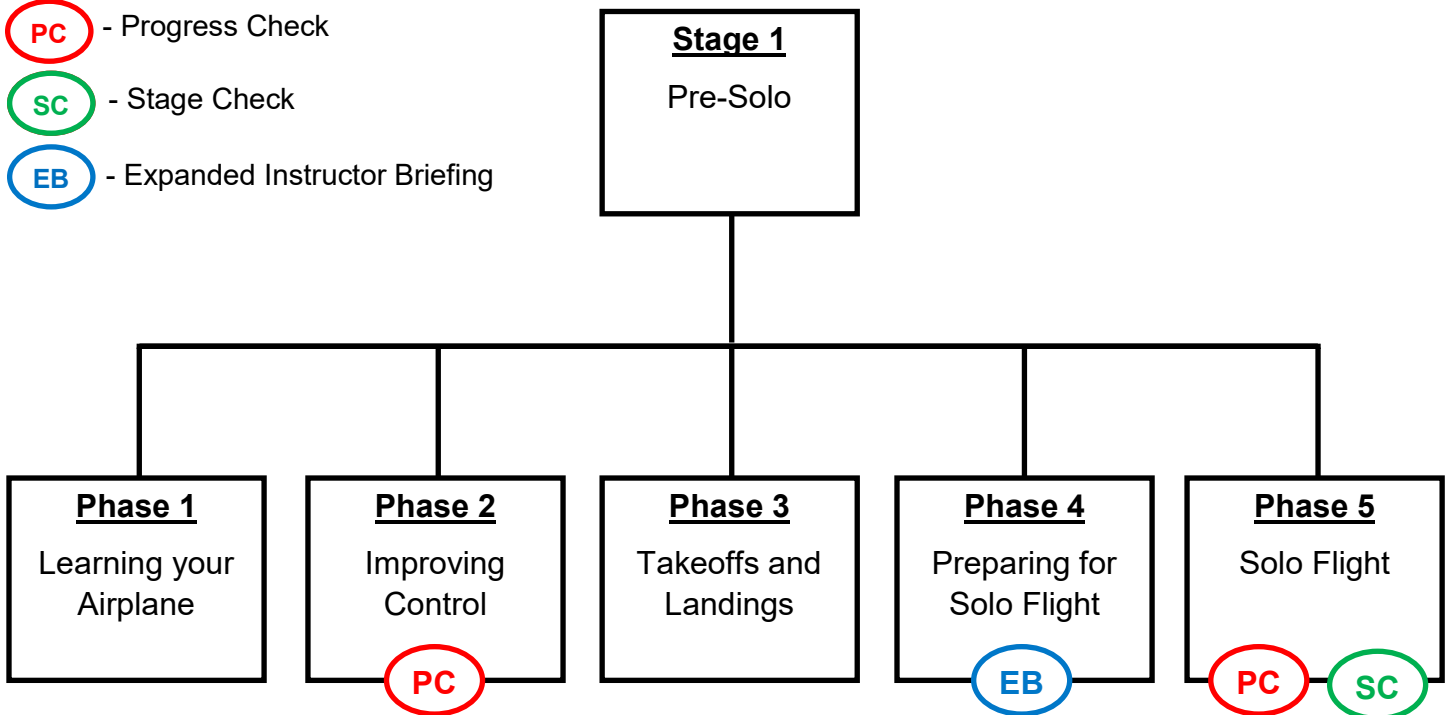 PC - Progress Check
SC - Stage Check
EB - Expanded Instructor Briefing
Stage 1
Pre-Solo
Phase 1
Learning your
Airplane
Phase 2
Improving
Control
PC
Phase 3
Takeoffs and
Landings
Phase 4
Preparing for
Solo Flight
EB
Phase 5
Solo Flight
PC
SC